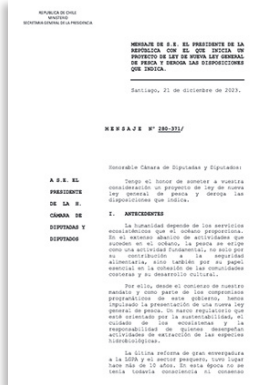 REPUBLICA DE CHILE
MINISTERIO
SECRETARIA GENERAL DE LA PRESIDENCIA
MENSAJE DE S.E. EL PRESIDENTE DE LA
REPÚBLICA CON EL QUE INICIA UN
PROYECTO DE LEY DE NUEVA LEY GENERAL
DE PESCA Y DEROGA LAS DISPOSICIONES
QUE INDICA.
Santiago, 21 de diciembre de 2023.
M E N S A J E Nº 280-371/
Honorable Cámara de Diputadas y Diputados:
A S.E. EL
PRESIDENTE
DE LA S.
CÁMARA DE
DIPUTADAS Y
DIPUTADOS
Tengo el honor de someter a vuestra
consideración un proyecto de ley de nueva
ley general de pesca y deroga las
disposiciones que indica.
I. ANTECEDENTES
La humanidad depende de los servicios
ecosistémicos que el océano proporciona.
En el extenso abanico de actividades que
suceden en el océano, la pesca se erige
como una actividad fundamental, no solo por
su contribución a la seguridad
alimentaria, sino también por su papel
esencial en la cohesión de las comunidades
costeras y su desarrollo cultural.
Por ello, desde el comienzo de nuestro
mandato y como parte de los compromisos
programáticos de este gobierno, hemos
impulsado la presentación de una nueva ley
general de pesca. Un marco regulatorio que
esté orientado por la sustentabilidad, el
cuidado de los ecosistemas y la
responsabilidad de quienes desempeñan
actividades de extracción de las especies
hidrobiológicas.
La última reforma de gran envergadura
a la LGPA y el sector pesquero, tuvo lugar
hace más de 10 años. En esta época no se
tenía todavía conciencia ni consenso